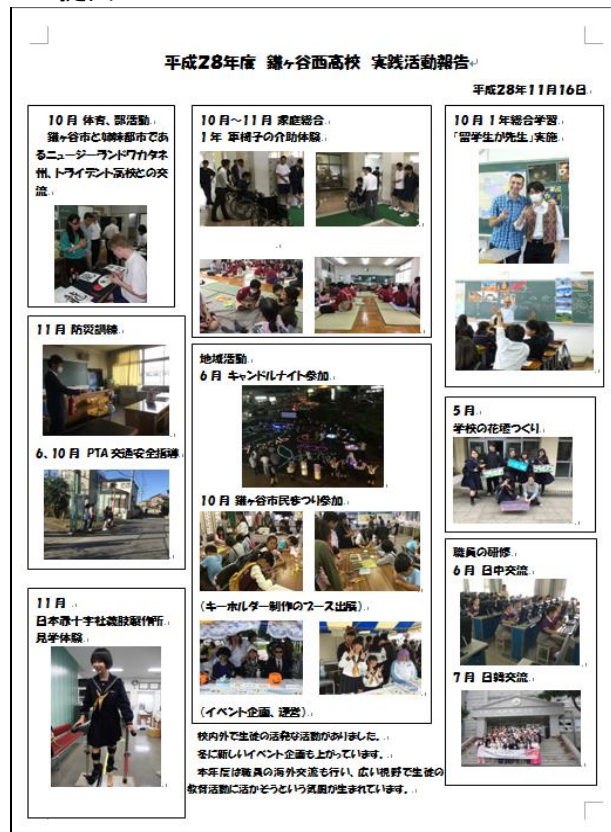 平成28年度 鎌ヶ谷西高校 実践活動報告
平成28年11月16日
10月 体育、部活動
鎌ヶ谷市と姉妹都市であ
るニュージーランドワカタネ
州、トライデント高校との交
流
11月 防災訓練
6、10月 PTA交通安全指導
11月
日本赤十字社義肢製作所
見学体験
10月～11月 家庭総合
1年 車椅子の介助体験
地域活動
6月 キャンドルナイト参加
10月 鎌ヶ谷市民まつり参加
(キーホルダー制作のブース出展)
(イベント企画、運営)
校内外で生徒の活発な活動がありました。
冬に新しいイベント企画も上がっています。
本年度は職員の海外交流も行い、広い視野で生徒の
教育活動に活かそうという気風が生まれています。
10月 1年総合学習
「留学生が先生」実施
5月
学校の花壇つくり
職員の研修
6月 日中交流
7月 日韓交流